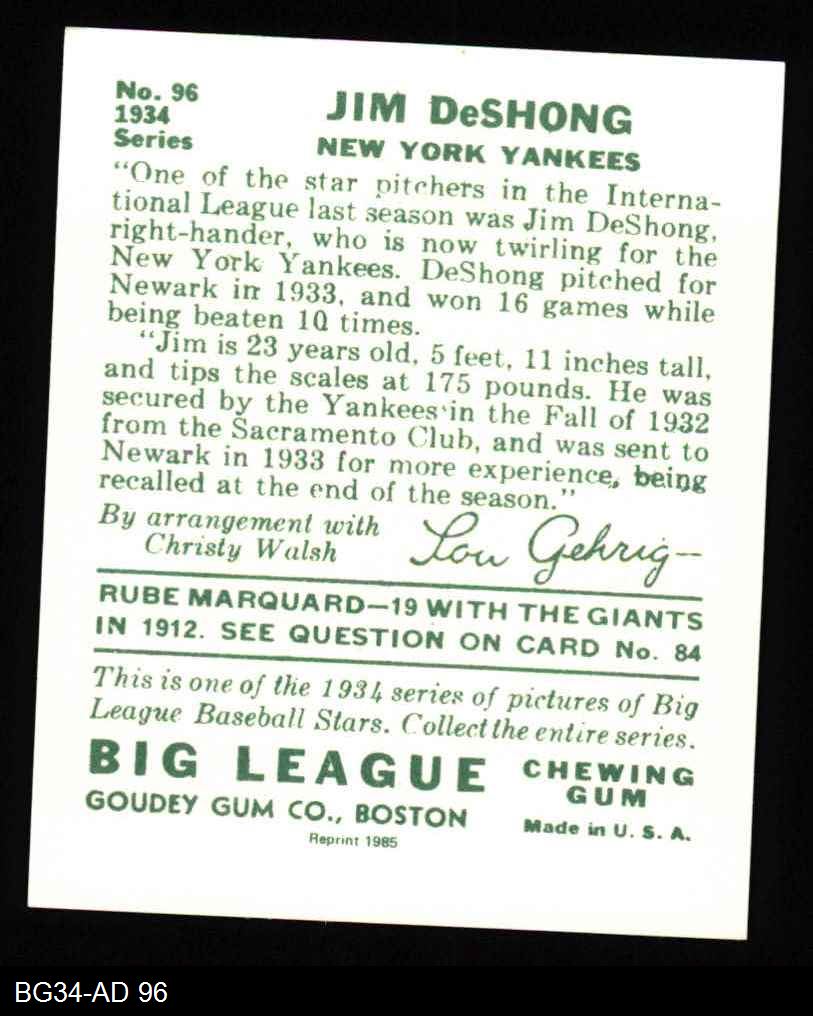 No. 96
1934
Series
JIM DeSHONG
NEW YORK YANKEES
"One of the star pitchers in the Interna-
tional League last season was Jim DeShong,
right-hander, who is now twirling for the
New York Yankees. DeShong pitched for
Newark in 1933, and won 16 games while
being beaten 10 times.
"Jim is 23 years old, 5 feet, 11 inches tall,
and tips the scales at 175 pounds. He was
secured by the Yankees in the Fall of 1932
from the Sacramento Club, and was sent to
Newark in 1933 for more experience, being
recalled at the end of the season."
By arrangement with
Christy Walsh
Lou Gehrig—
RUBE MARQUARD—19 WITH THE GIANTS
IN 1912. SEE QUESTION ON CARD No. 84
This is one of the 1934 series of pictures of Big
League Baseball Stars. Collect the entire series.
BIG LEAGUE
CHEWING
GUM
GOUDEY GUM CO., BOSTON
Made in U. S. A.
Reprint 1985
BG34-AD 96